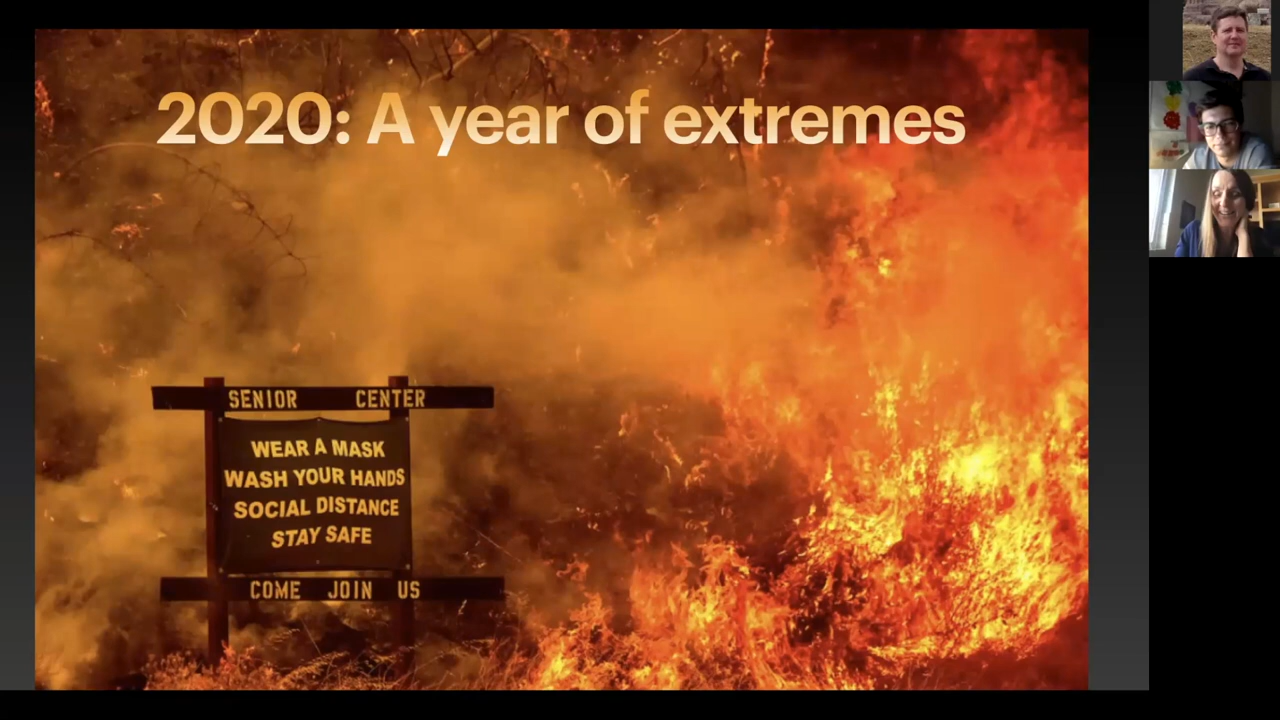 2020: A year of extremes
SENIOR CENTER
WEAR A MASK
WASH YOUR HANDS
SOCIAL DISTANCE
STAY SAFE
COME JOIN US